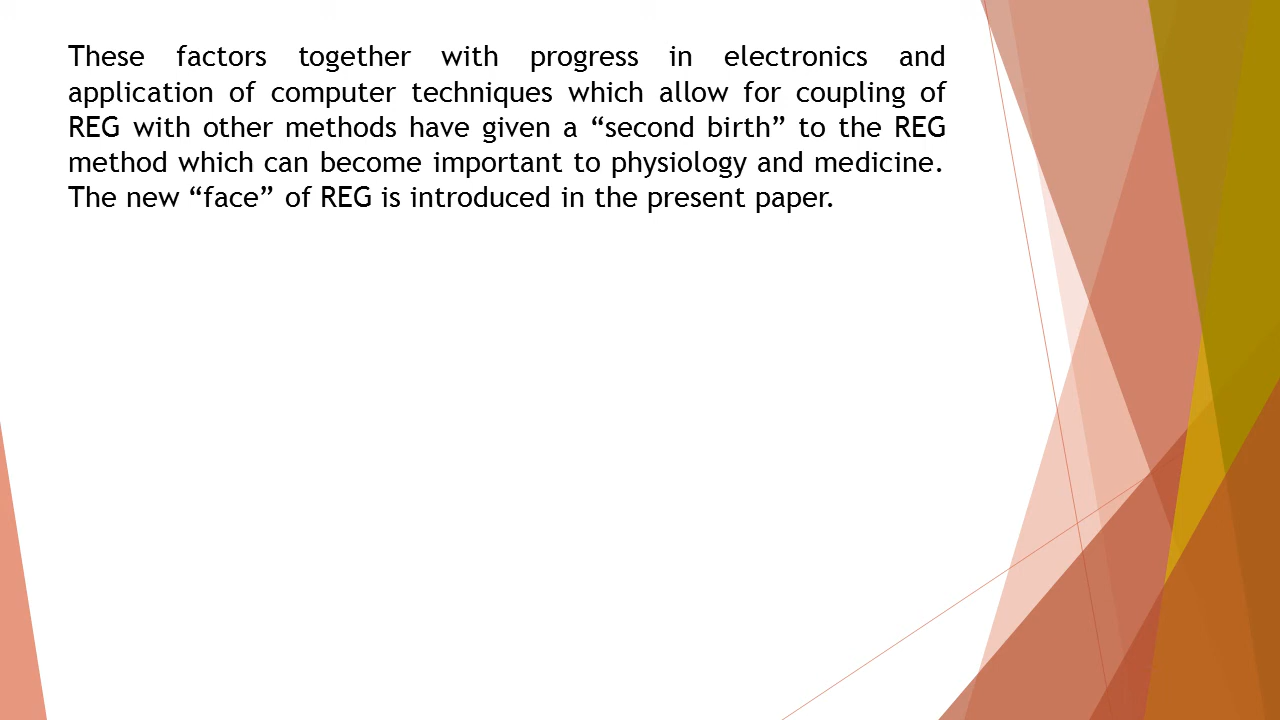 These factors together with progress in electronics and
application of computer techniques which allow for coupling of
REG with other methods have given a “second birth” to the REG
method which can become important to physiology and medicine.
The new “face” of REG is introduced in the present paper.